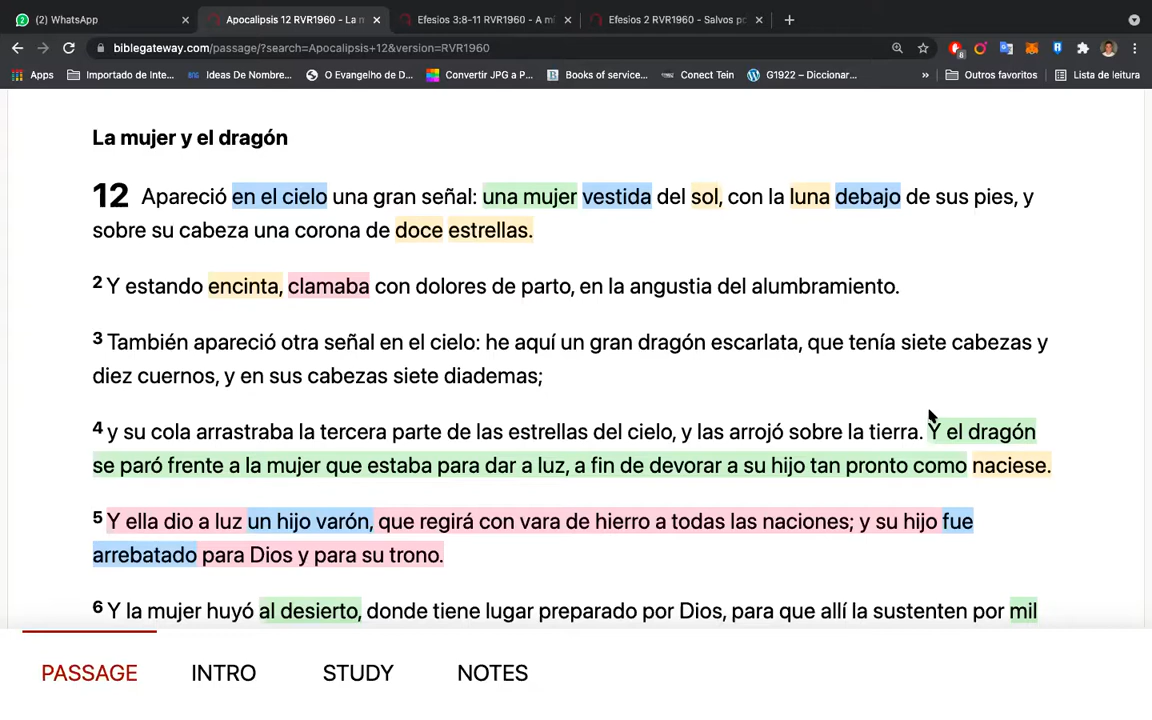 (2) WhatsApp
Apocalipsis 12 RVR1960 - La m
Efesios 3:8-11 RVR1960 - A mí
Efesios 2 RVR1960 - Salvos po
biblegateway.com/passage/?search=Apocalipsis+12&version=RVR1960
8
Apps
Importado de Inte...
Ideas De Nombre...
O Evangelho de D...
Convertir JPG a P...
Books of service...
Conect Tein
G1922 – Diccionar...
»
Outros favoritos
Lista de leitura
La mujer y el dragón
12 Apareció en el cielo una gran señal: una mujer vestida del sol, con la luna debajo de sus pies, y
sobre su cabeza una corona de doce estrellas.
2 Y estando encinta, clamaba con dolores de parto, en la angustia del alumbramiento.
3 También apareció otra señal en el cielo: he aquí un gran dragón escarlata, que tenía siete cabezas y
diez cuernos, y en sus cabezas siete diademas;
4 y su cola arrastraba la tercera parte de las estrellas del cielo, y las arrojó sobre la tierra. Y el dragón
se paró frente a la mujer que estaba para dar a luz, a fin de devorar a su hijo tan pronto como naciese.
5 Y ella dio a luz un hijo varón, que regirá con vara de hierro a todas las naciones; y su hijo fue
arrebatado para Dios y para su trono.
6 Y la mujer huyó al desierto, donde tiene lugar preparado por Dios, para que allí la sustenten por mil
PASSAGE
INTRO
STUDY
NOTES